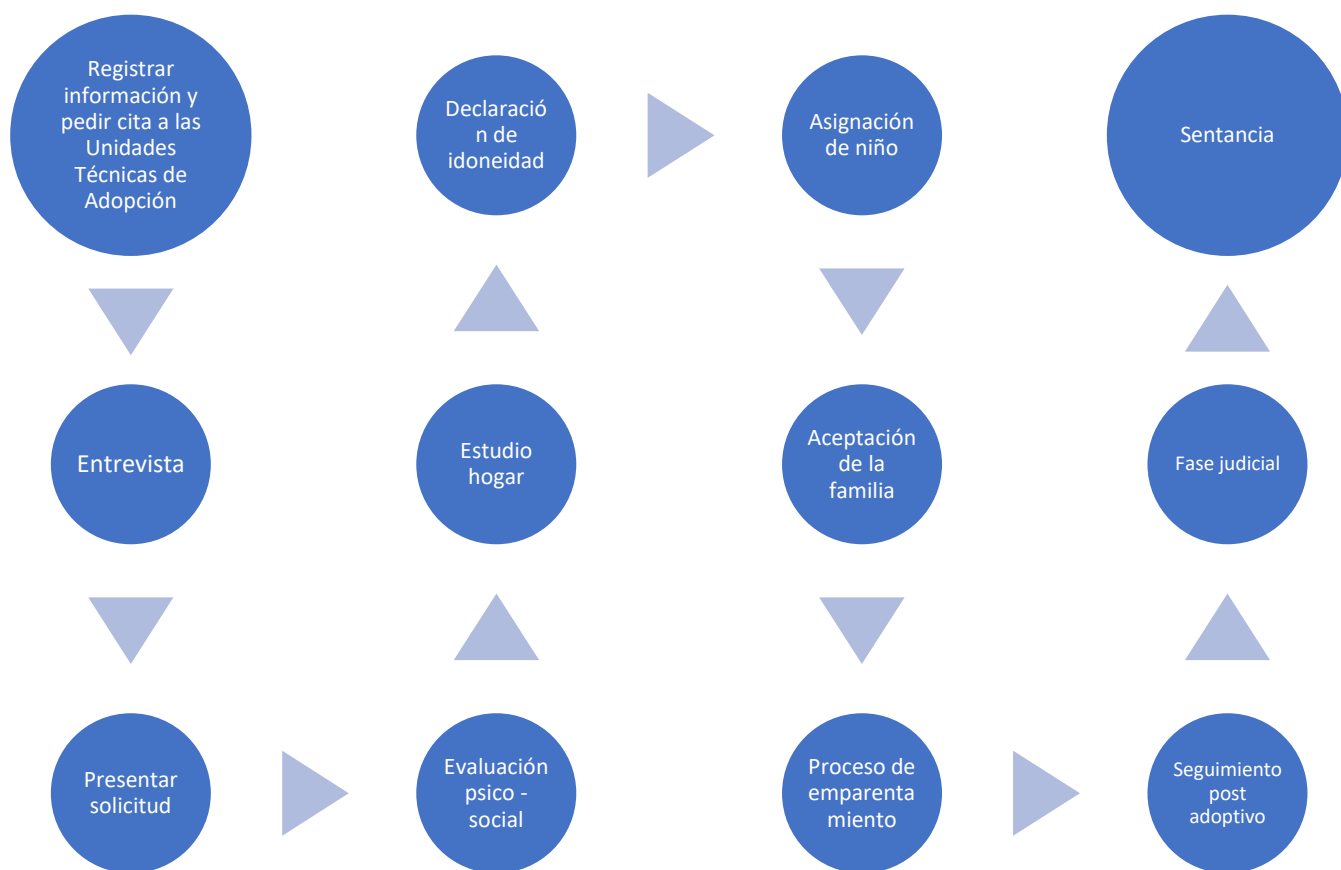 Registrar
información y
pedir cita a las
Unidades
Técnicas de
Adopción
Entrevista
Presentar
solicitud
Evaluación
psico -
social
Estudio
hogar
Declaració
n de
idoneidad
Asignación
de niño
Aceptación
de la
familia
Proceso de
emparenta
miento
Seguimiento
post
adoptivo
Fase judicial
Sentancia